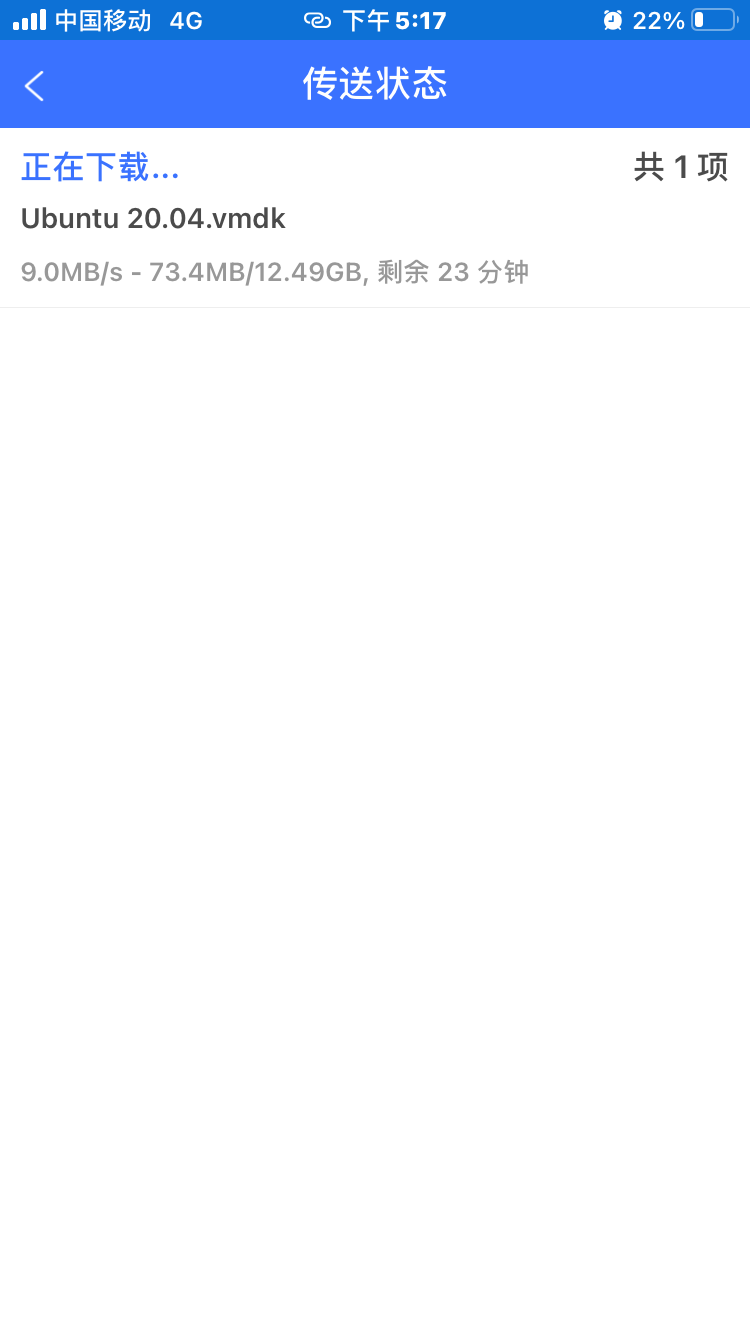 中国移动 4G 下午 5:17 22%
传送状态
正在下载... 共 1 项
Ubuntu 20.04.vmdk
9.0MB/s - 73.4MB/12.49GB, 剩余 23 分钟